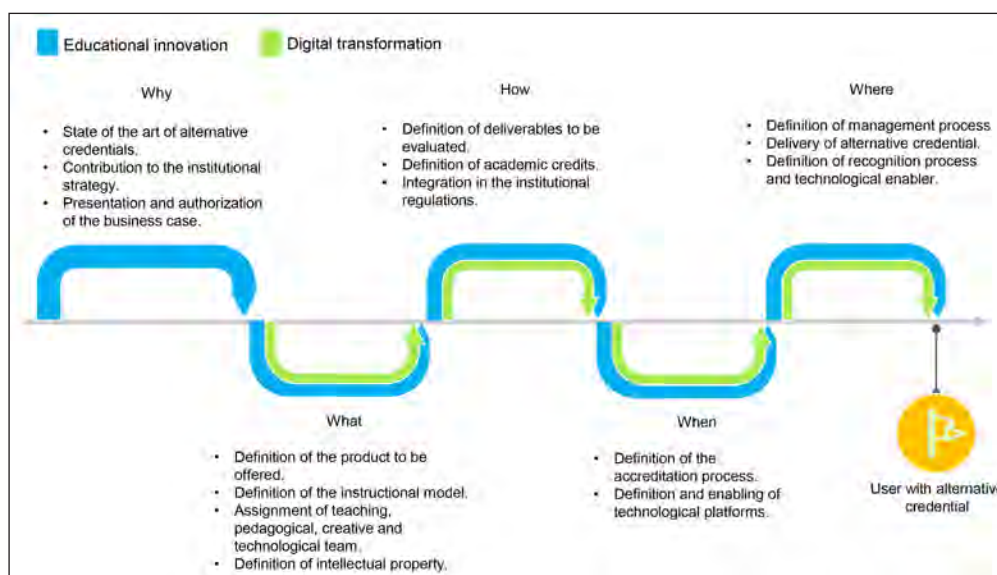 Educational innovation
Digital transformation
Why
• State of the art of alternative
credentials.
• Contribution to the institutional
strategy.
• Presentation and authorization
of the business case.
How
• Definition of deliverables to be
evaluated.
• Definition of academic credits.
• Integration in the institutional
regulations.
Where
• Definition of management process
• Delivery of alternative credential.
• Definition of recognition process
and technological enabler.
What
• Definition of the product to be
offered.
• Definition of the instructional model.
• Assignment of teaching,
pedagogical, creative and
technological team.
• Definition of intellectual property.
When
• Definition of the
accreditation process.
• Definition and enabling of
technological platforms.
User with alternative
credential